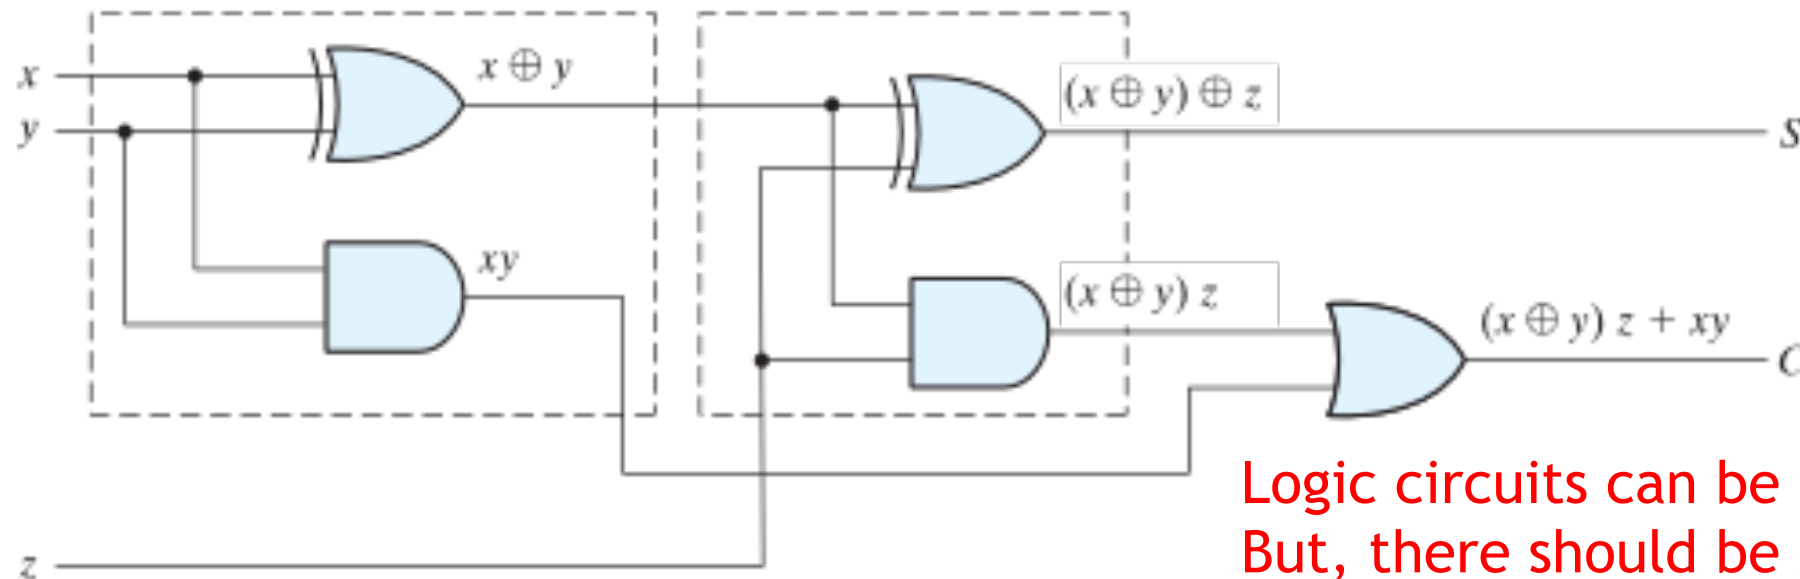 x
y
x ⊕ y
xy
(x ⊕ y) ⊕ z
S
(x ⊕ y) z
(x ⊕ y) z + xy
C
z
Logic circuits can be
But, there should be